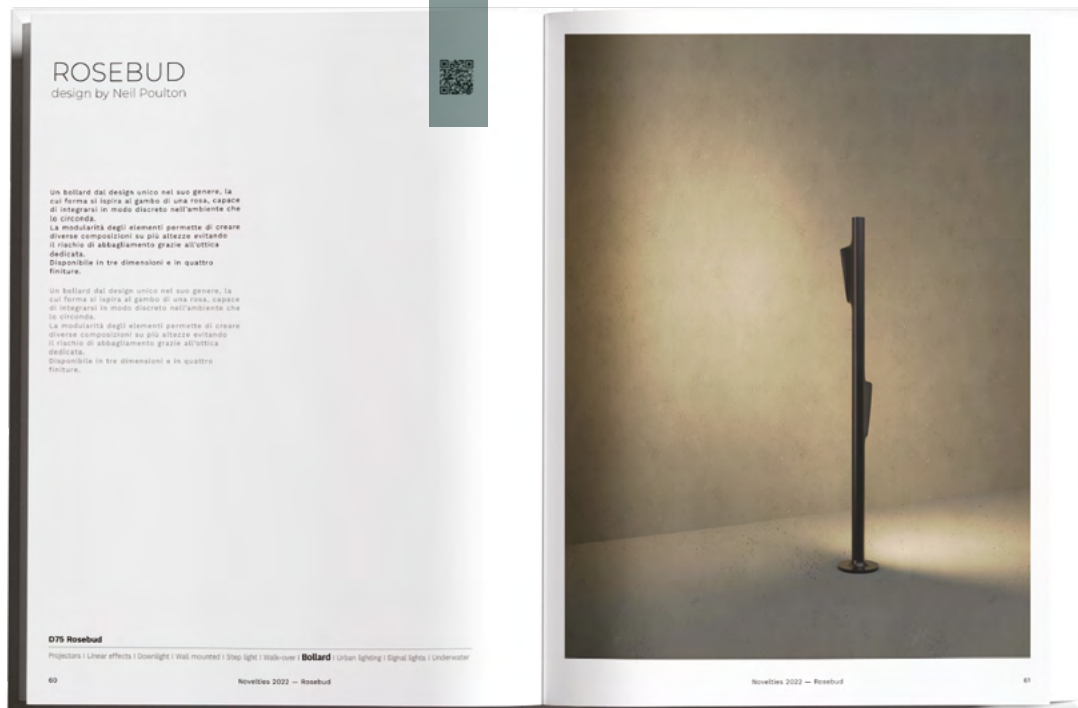 ROSEBUD
design by Neil Poulton
Un bollard dal design unico nel suo genere, la
cui forma si ispira al gambo di una rosa, capace
di integrarsi in modo discreto nell'ambiente che
lo circonda.
La modularità degli elementi permette di creare
diverse composizioni su più altezze evitando
il rischio di abbagliamento grazie all'ottica
dedicata.
Disponibile in tre dimensioni e in quattro
finiture.
Un bollard dal design unico nel suo genere, la
cui forma si ispira al gambo di una rosa, capace
di integrarsi in modo discreto nell'ambiente che
lo circonda.
La modularità degli elementi permette di creare
diverse composizioni su più altezze evitando
il rischio di abbagliamento grazie all'ottica
dedicata.
Disponibile in tre dimensioni e in quattro
finiture.
D75 Rosebud
Projectors | Linear effects | Downlight | Wall mounted | Step light | Walk-over | Bollard | Urban lighting | Signal lights | Underwater
60
Novelties 2022 — Rosebud
Novelties 2022 — Rosebud
61